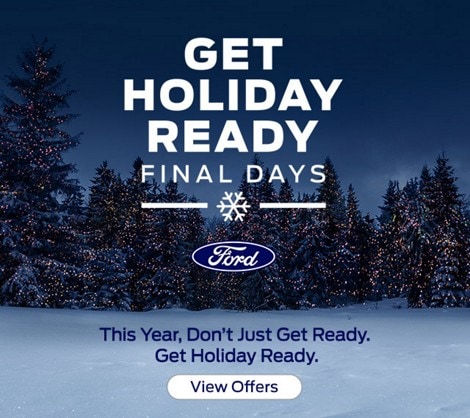 GET
HOLIDAY
READY
FINAL DAYS
Ford
This Year, Don't Just Get Ready.
Get Holiday Ready.
View Offers